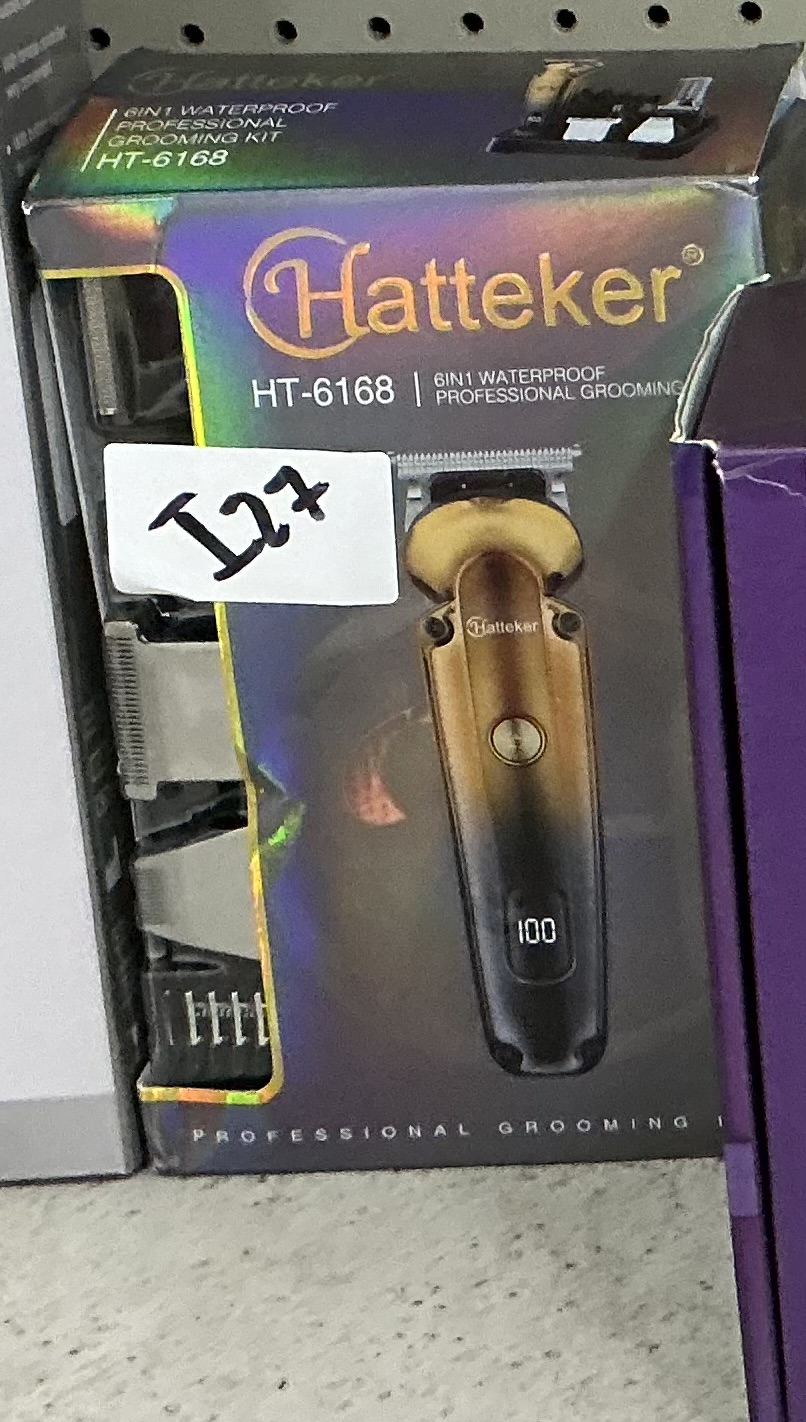 Hatteker
6IN1 WATERPROOF
PROFESSIONAL
GROOMING KIT
HT-6168
Hatteker®
HT-6168 | 6IN1 WATERPROOF
PROFESSIONAL GROOMING
I27
Hatteker
100
PROFESSIONAL GROOMING